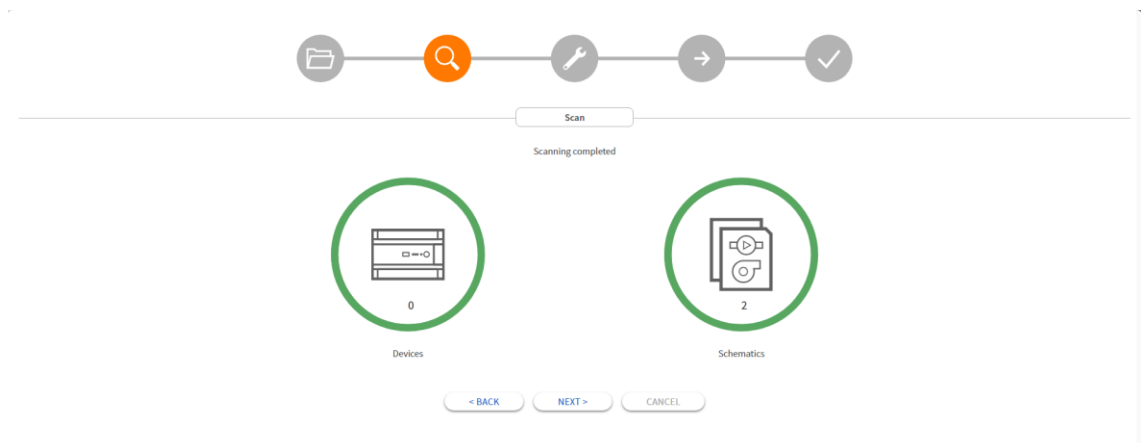 Scan
Scanning completed
0
2
Devices
Schematics
< BACK
NEXT >
CANCEL